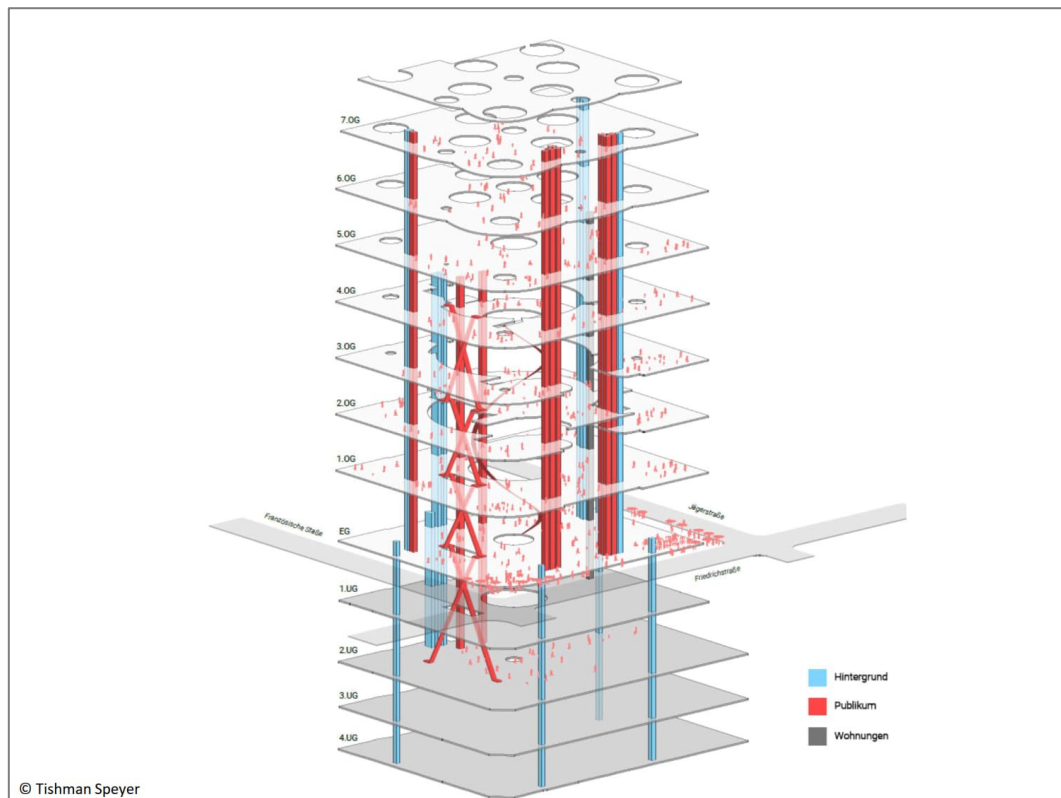 7.OG
6.OG
5.OG
4.OG
3.OG
2.OG
1.OG
Jägerstraße
Französische Staße
EG
Friedrichstraße
1.UG
2.UG
3.UG
4.UG
Hintergrund
Publikum
Wohnungen
© Tishman Speyer